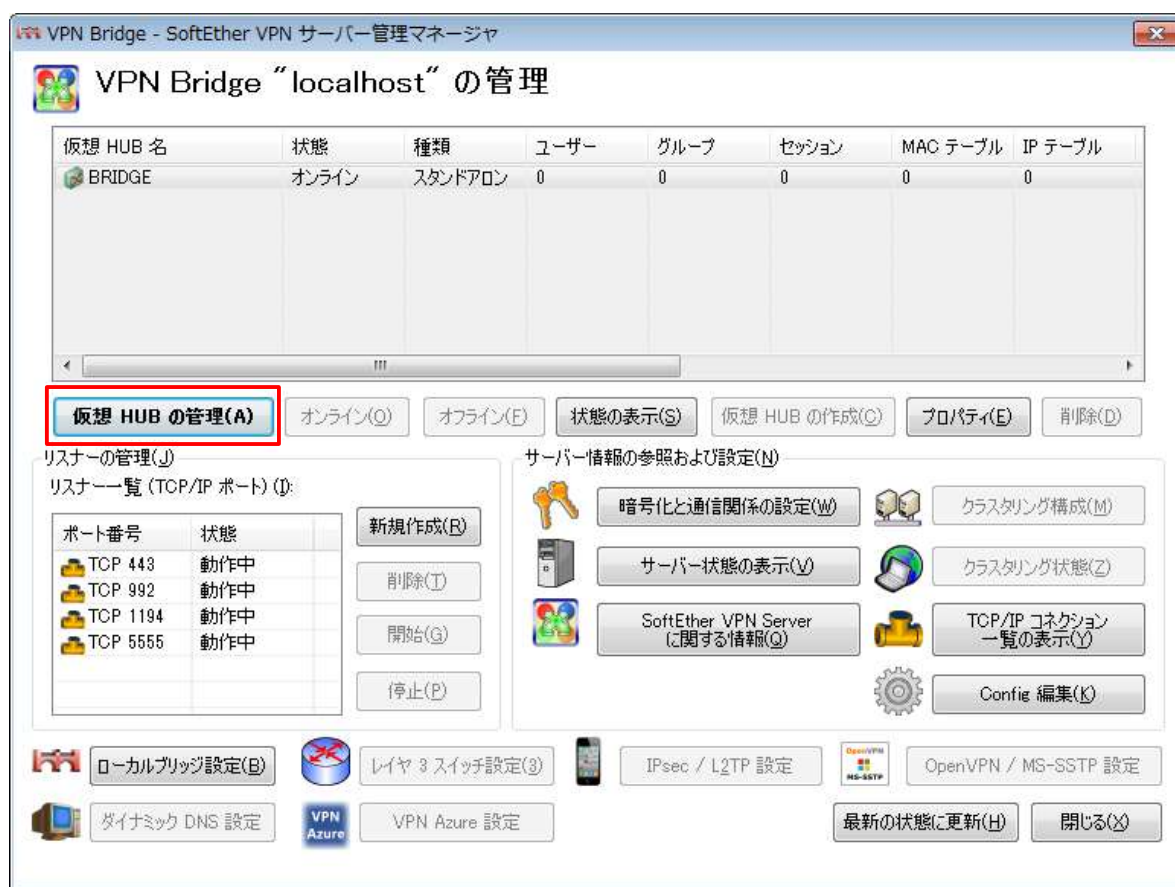 VPN Bridge - SoftEther VPN サーバー管理マネージャ
VPN Bridge "localhost" の管理
仮想 HUB 名 状態 種類 ユーザー グループ セッション MAC テーブル IP テーブル
BRIDGE オンライン スタンドアロン 0 0 0 0 0
仮想 HUB の管理(A) オンライン(O) オフライン(F) 状態の表示(S) 仮想 HUB の作成(C) プロパティ(E) 削除(D)
リスナーの管理(J)
リスナー一覧 (TCP/IP ポート) (I):
ポート番号 状態
TCP 443 動作中
TCP 992 動作中
TCP 1194 動作中
TCP 5555 動作中
新規作成(R)
削除(T)
開始(G)
停止(P)
サーバー情報の参照および設定(N)
暗号化と通信関係の設定(W) クラスタリング構成(M)
サーバー状態の表示(V) クラスタリング状態(Z)
SoftEther VPN Server
に関する情報(Q)
TCP/IP コネクション
一覧の表示(Y)
Config 編集(K)
ローカルブリッジ設定(B) レイヤ 3 スイッチ設定(3) IPsec / L2TP 設定
OpenVPN
MS-SSTP
OpenVPN / MS-SSTP 設定
ダイナミック DNS 設定
VPN
Azure
VPN Azure 設定 最新の状態に更新(H) 閉じる(X)